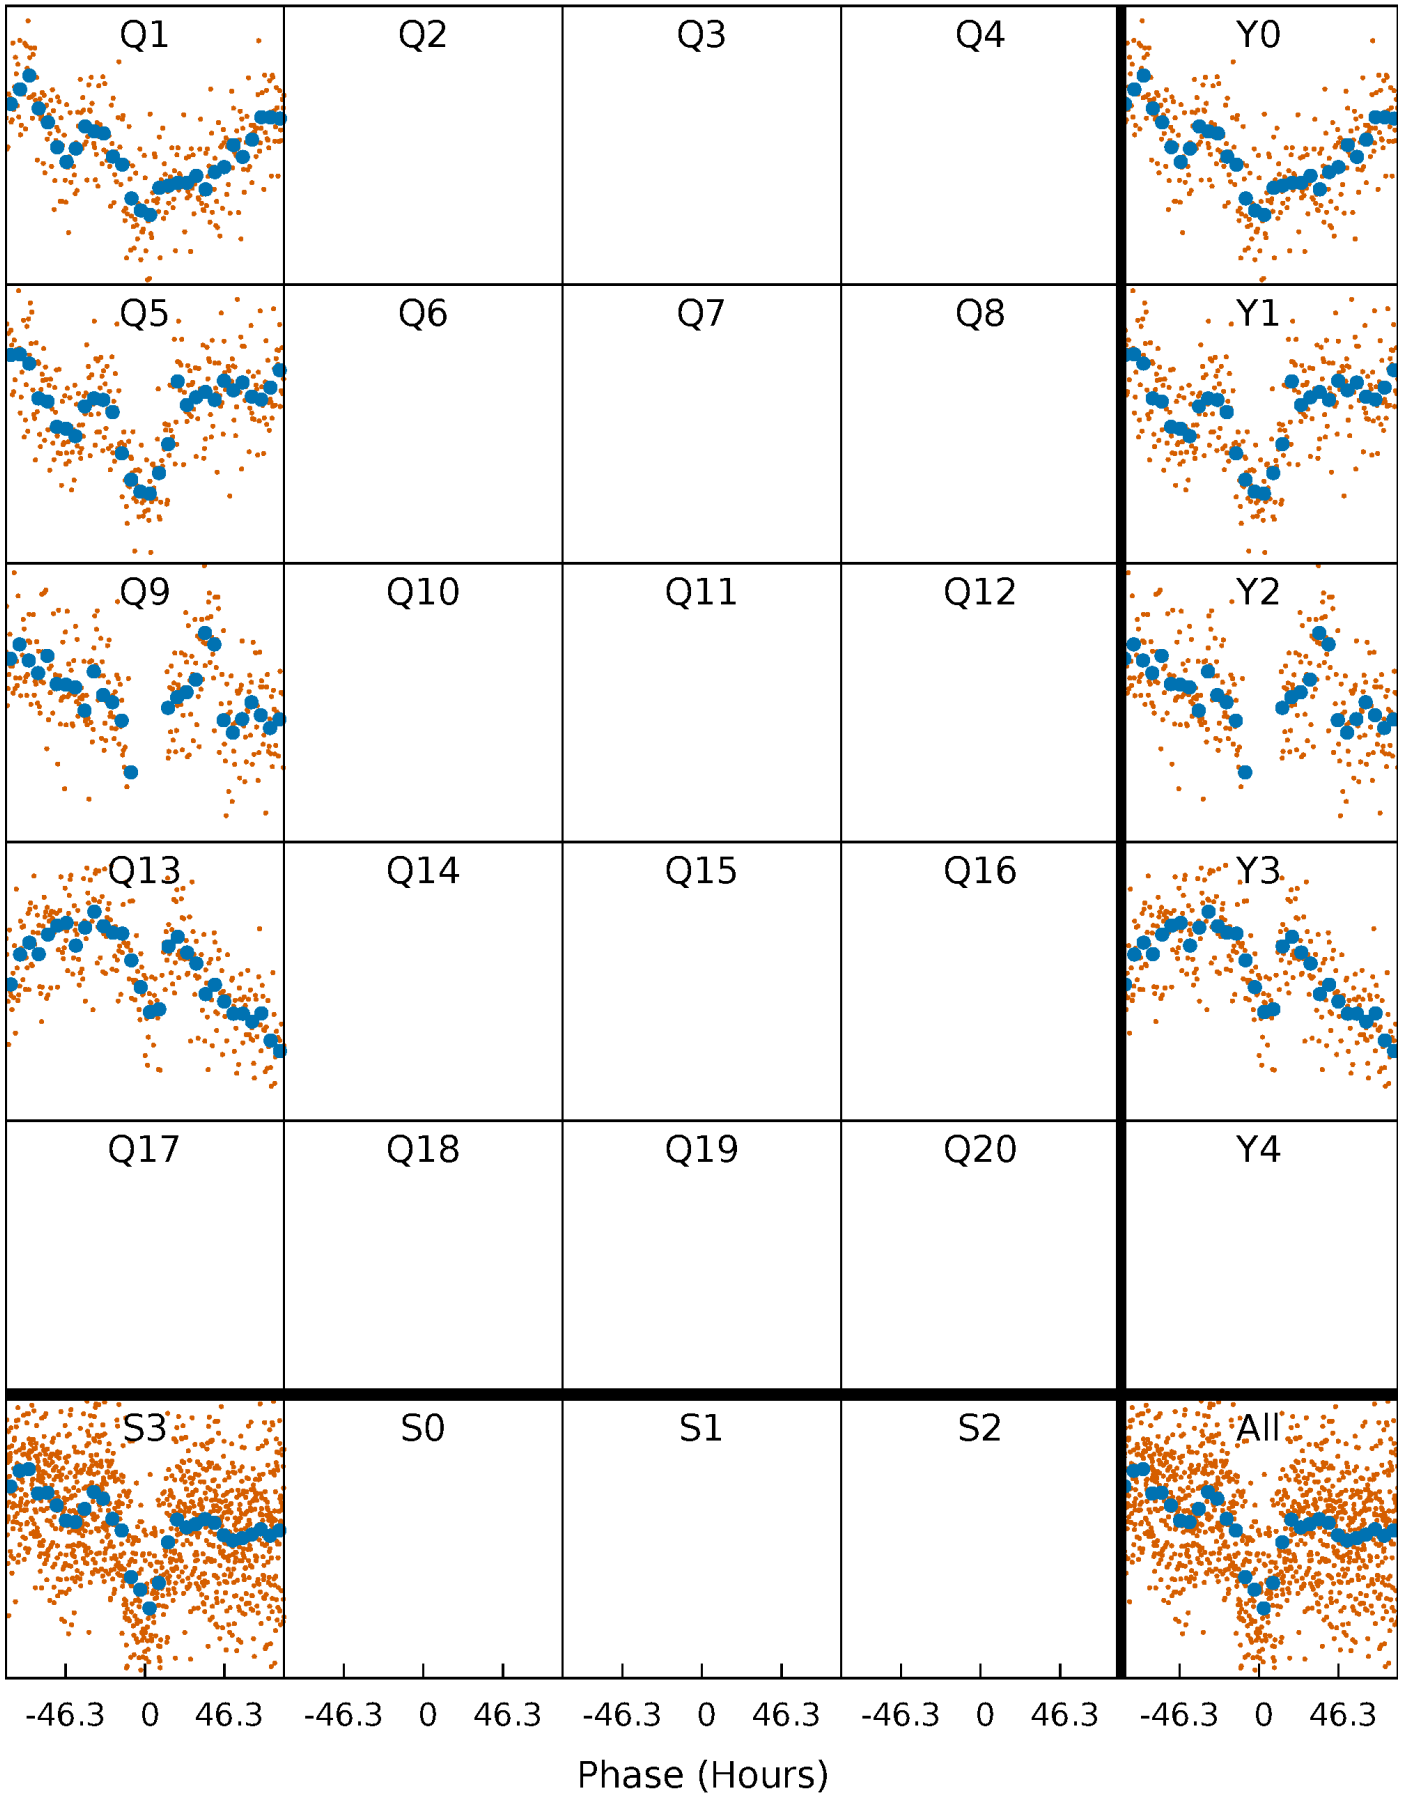 Q1 Q2 Q3 Q4 Y0
Q5 Q6 Q7 Q8 Y1
Q9 Q10 Q11 Q12 Y2
Q13 Q14 Q15 Q16 Y3
Q17 Q18 Q19 Q20 Y4
S3 S0 S1 S2 All
-46.3 0 46.3 -46.3 0 46.3 -46.3 0 46.3 -46.3 0 46.3 -46.3 0 46.3
Phase (Hours)